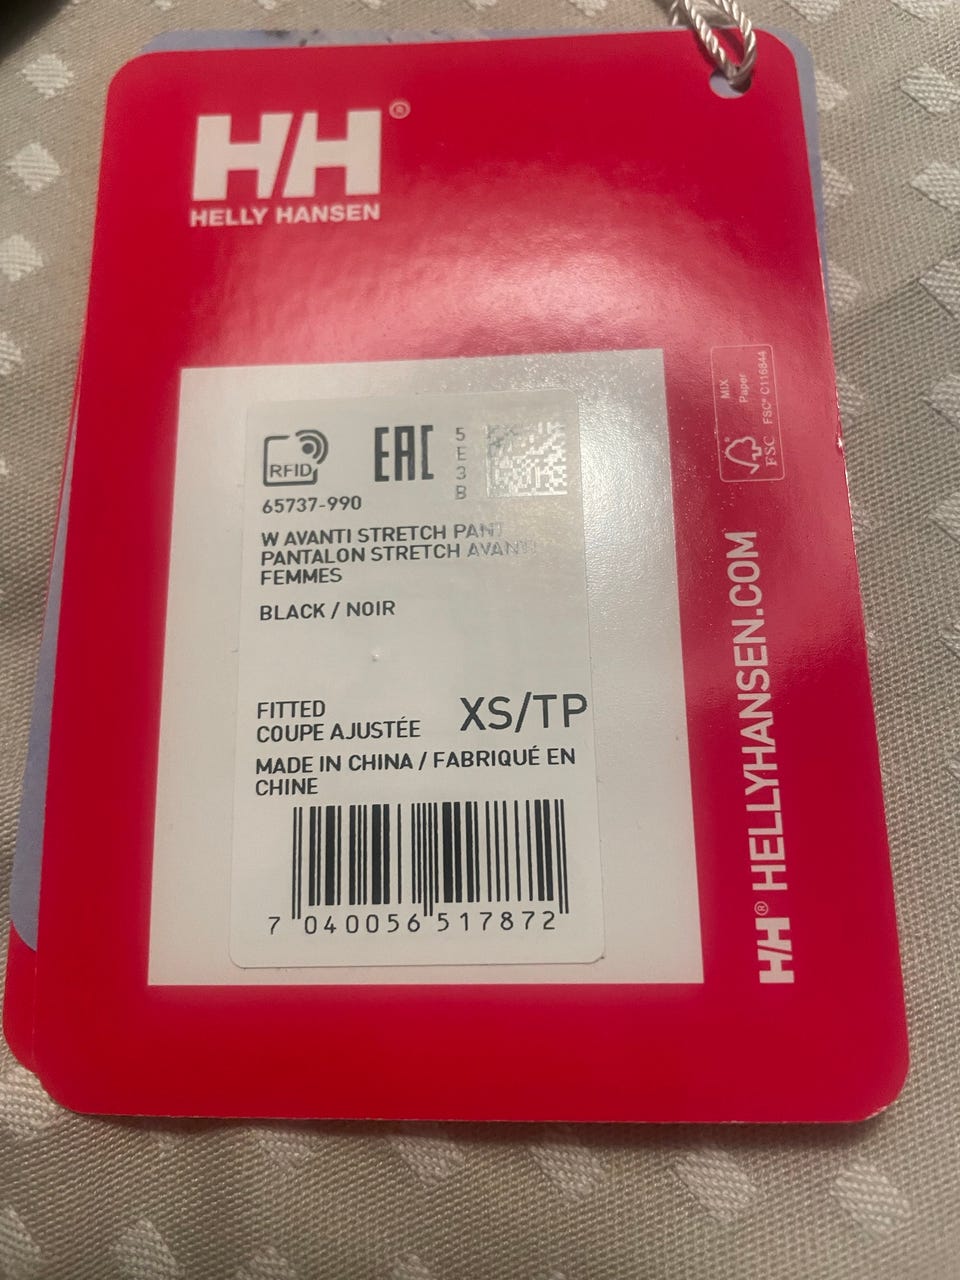 HH®
HELLY HANSEN
RFID
EAC
5
E
3
B
65737-990
W AVANTI STRETCH PANT
PANTALON STRETCH AVANTI
FEMMES
BLACK / NOIR
FITTED
COUPE AJUSTÉE
XS/TP
MADE IN CHINA / FABRIQUÉ EN
CHINE
7 040056 517872
MIX
Paper
FSC® C116844
FSC
HH® HELLYHANSEN.COM